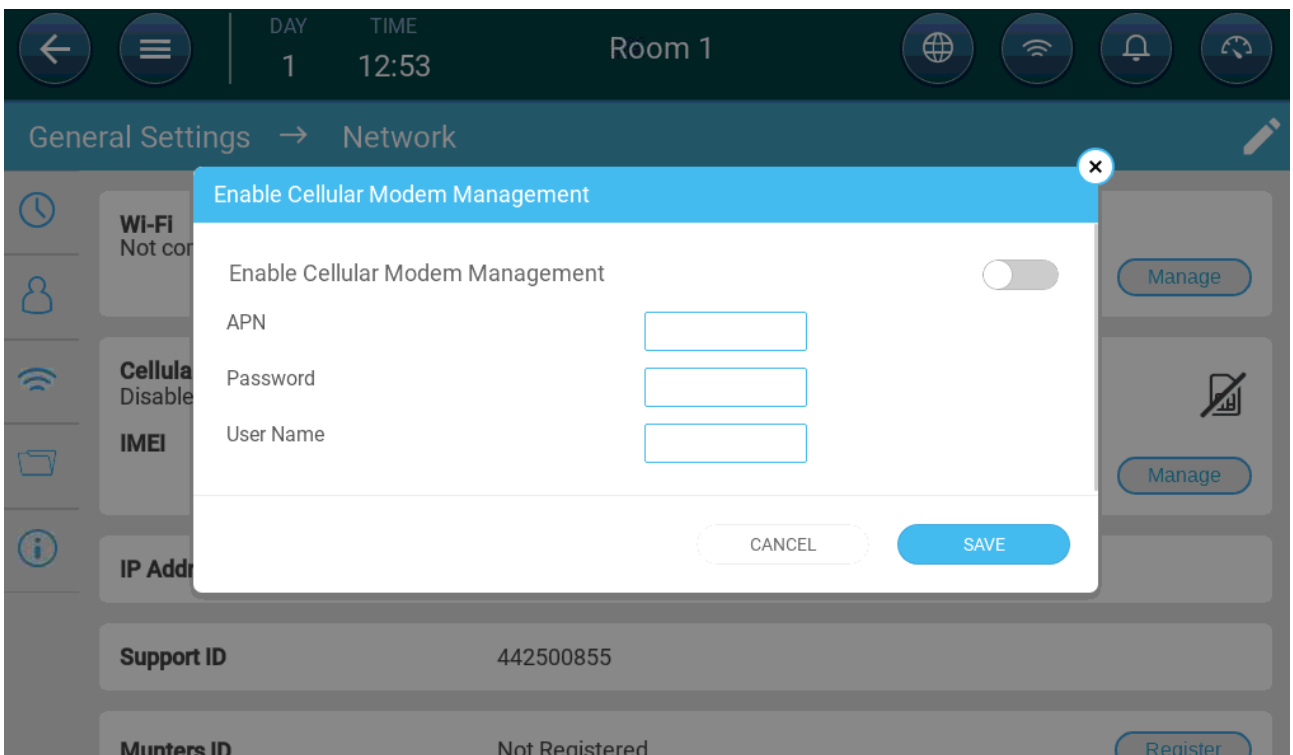 DAY TIME
1 12:53 Room 1
General Settings → Network
Enable Cellular Modem Management
Wi-Fi
Not cor
Enable Cellular Modem Management
Manage
APN
Cellula
Disable
Password
IMEI
User Name
Manage
CANCEL SAVE
IP Addr
Support ID 442500855
Munters ID Not Registered Register